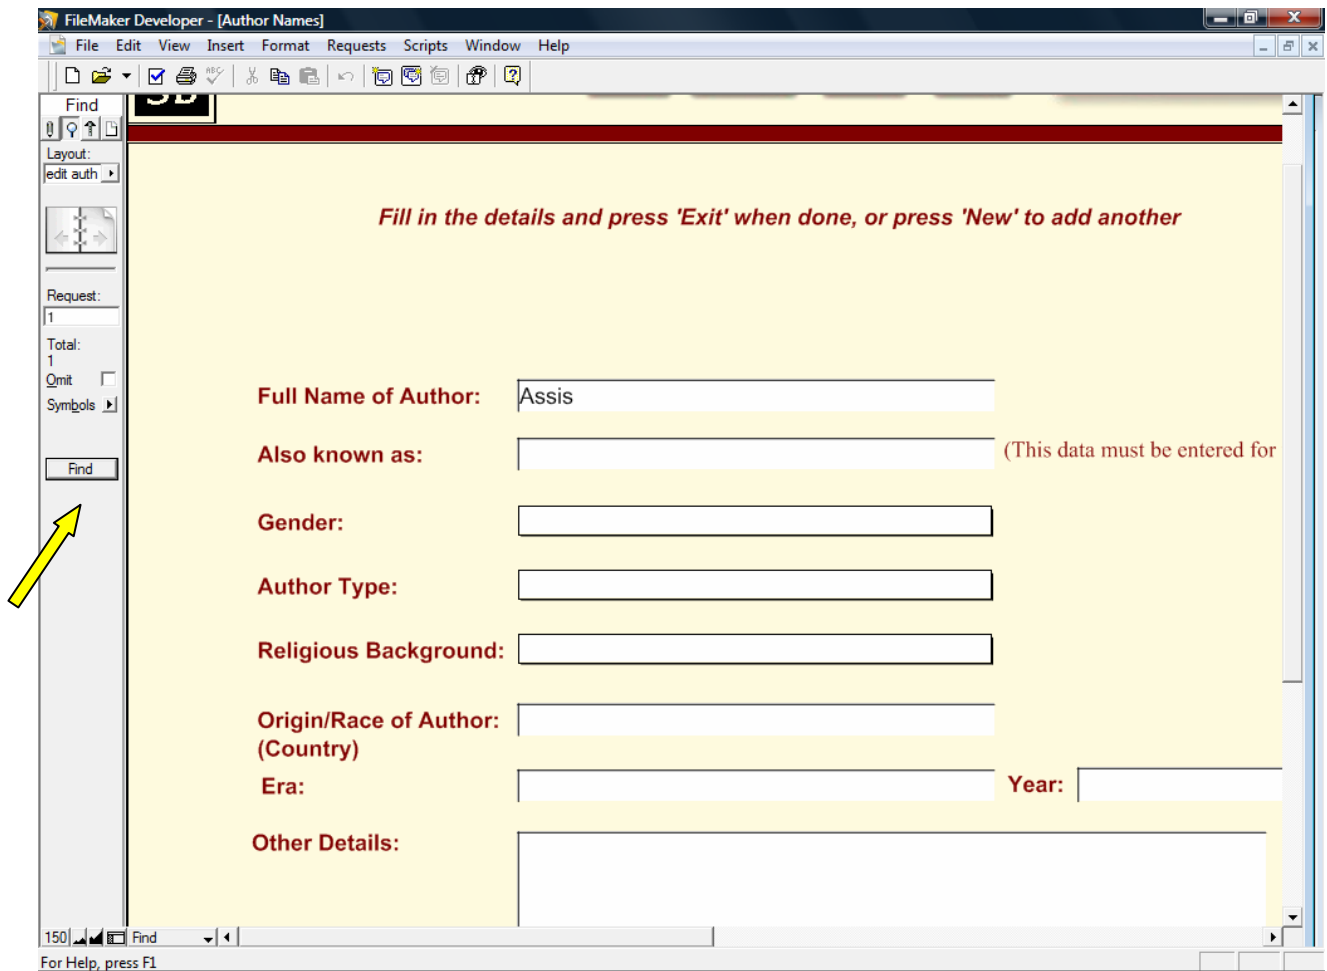 FileMaker Developer - [Author Names]
File Edit View Insert Format Requests Scripts Window Help
ABC
Find
Layout:
edit auth
Fill in the details and press 'Exit' when done, or press 'New' to add another
Request:
1
Total:
1
Omit
Symbols
Find
Full Name of Author: Assis
Also known as: (This data must be entered for
Gender:
Author Type:
Religious Background:
Origin/Race of Author:
(Country)
Era: Year:
Other Details:
150 Find
For Help, press F1